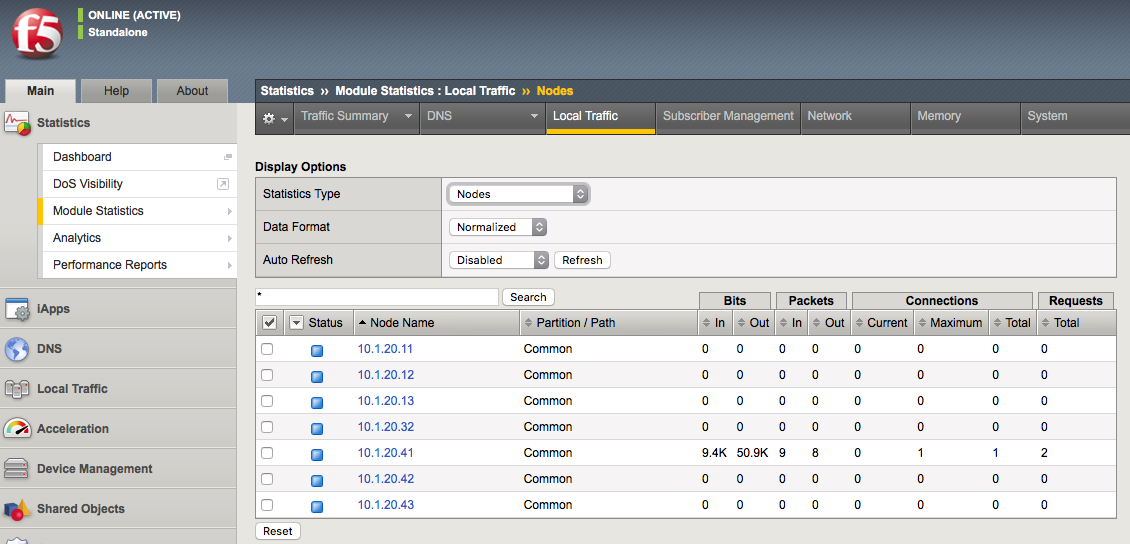 f5
ONLINE (ACTIVE)
Standalone
Main Help About
Statistics
Dashboard
DoS Visibility
Module Statistics
Analytics
Performance Reports
iApps
DNS
Local Traffic
Acceleration
Device Management
Shared Objects
Statistics ›› Module Statistics : Local Traffic ›› Nodes
Traffic Summary DNS Local Traffic Subscriber Management Network Memory System
Display Options
Statistics Type Nodes
Data Format Normalized
Auto Refresh Disabled Refresh
* Search
Bits Packets Connections Requests
Status Node Name Partition / Path In Out In Out Current Maximum Total Total
10.1.20.11 Common 0 0 0 0 0 0 0 0
10.1.20.12 Common 0 0 0 0 0 0 0 0
10.1.20.13 Common 0 0 0 0 0 0 0 0
10.1.20.32 Common 0 0 0 0 0 0 0 0
10.1.20.41 Common 9.4K 50.9K 9 8 0 1 1 2
10.1.20.42 Common 0 0 0 0 0 0 0 0
10.1.20.43 Common 0 0 0 0 0 0 0 0
Reset